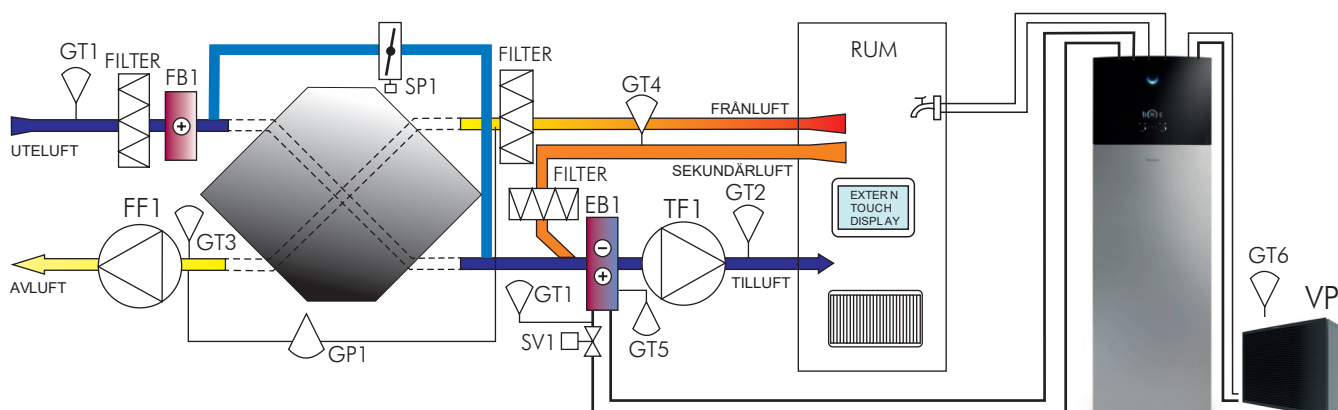 GT1
FILTER
FB1
UTELUFT
SP1
FILTER
GT4
FRÅNLUFT
SEKUNDÄRLUFT
RUM
FF1
GT3
AVLUFT
GP1
FILTER
EB1
TF1
GT2
TILLUFT
GT1
SV1
GT5
EXTERN
TOUCH
DISPLAY
GT6
VP